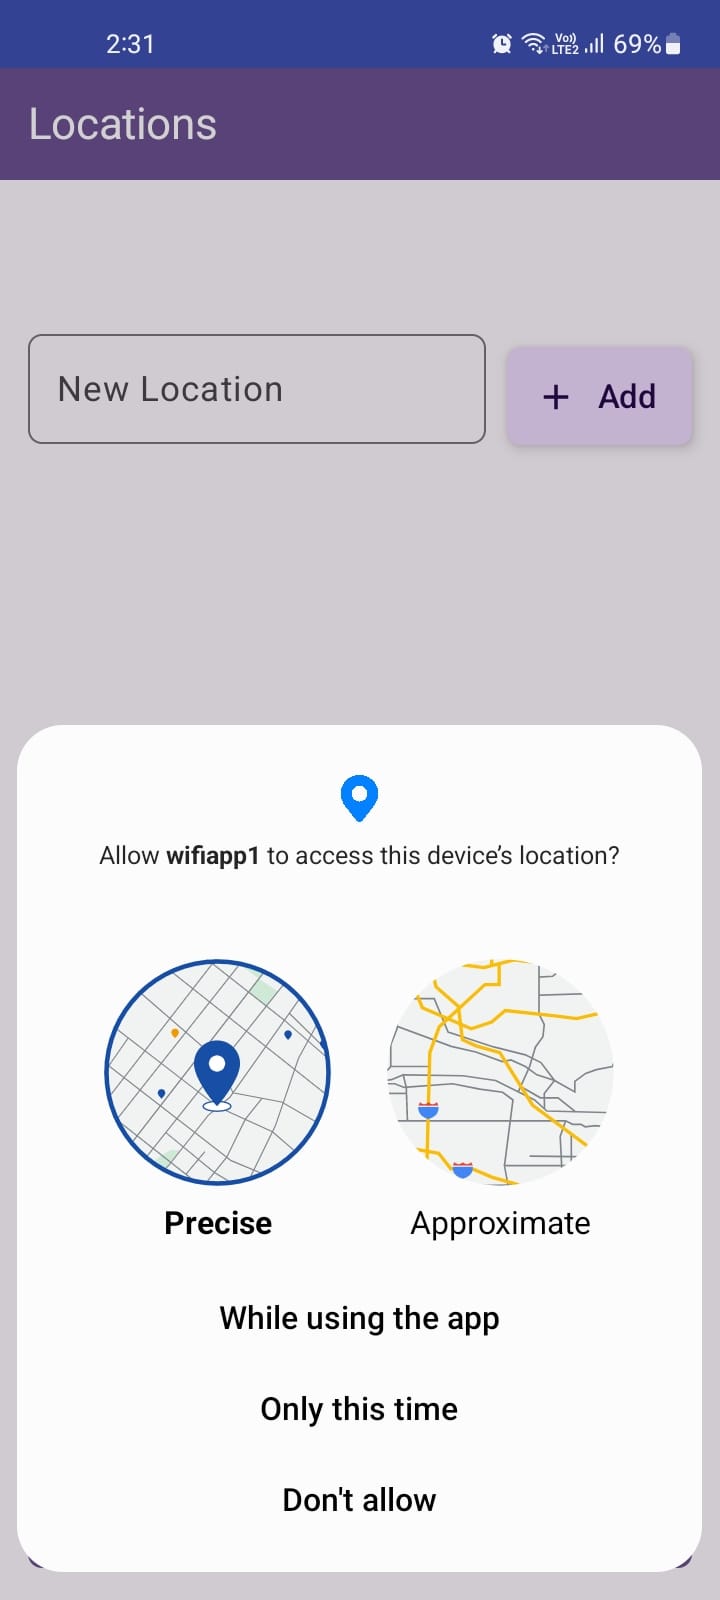 2:31 Vo)) LTE2 69%
Locations
New Location
+ Add
Allow wifiapp1 to access this device's location?
Precise Approximate
While using the app
Only this time
Don't allow